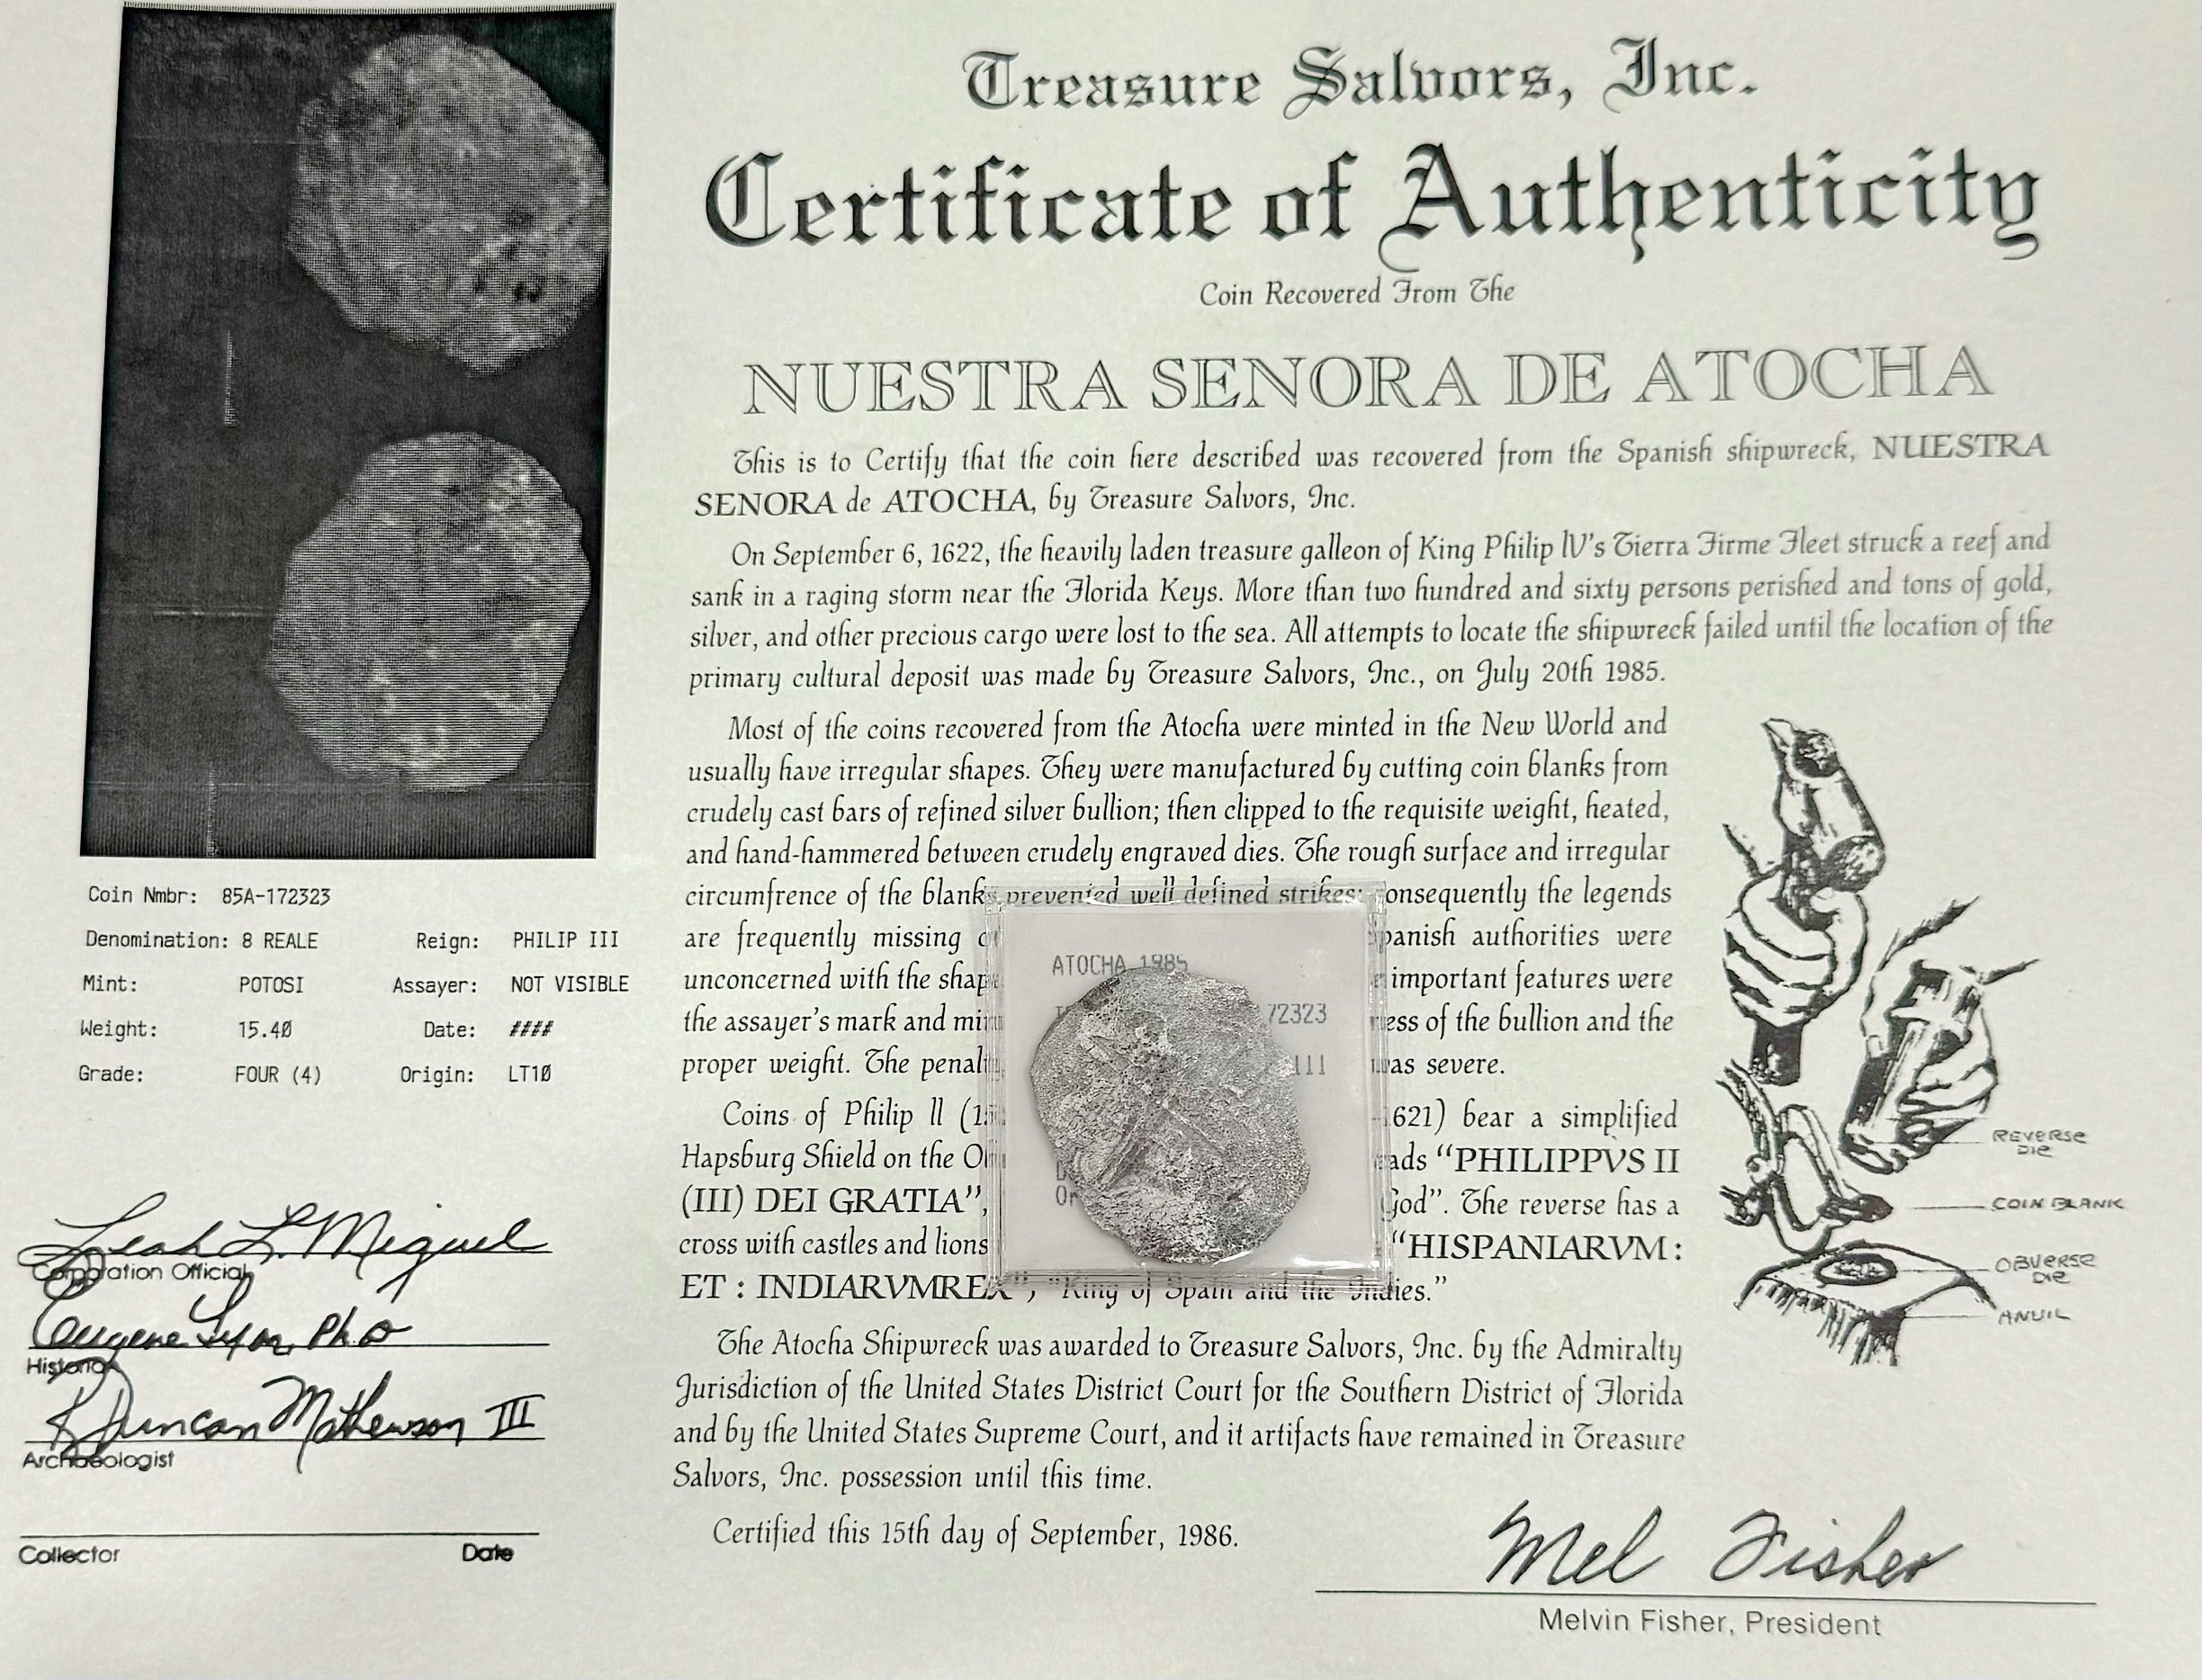 Treasure Salvors, Inc.
Certificate of Authenticity
Coin Recovered From The
NUESTRA SENORA DE ATOCHA
This is to Certify that the coin here described was recovered from the Spanish shipwreck, NUESTRA
SENORA de ATOCHA, by Treasure Salvors, Inc.
On September 6, 1622, the heavily laden treasure galleon of King Philip lV's Tierra Firme Fleet struck a reef and
sank in a raging storm near the Florida Keys. More than two hundred and sixty persons perished and tons of gold,
silver, and other precious cargo were lost to the sea. All attempts to locate the shipwreck failed until the location of the
primary cultural deposit was made by Treasure Salvors, Inc., on July 20th 1985.
Most of the coins recovered from the Atocha were minted in the New World and
usually have irregular shapes. They were manufactured by cutting coin blanks from
crudely cast bars of refined silver bullion; then clipped to the requisite weight, heated,
and hand-hammered between crudely engraved dies. The rough surface and irregular
circumfrence of the blanks prevented well defined strikes; consequently the legends
are frequently missing panish authorities were
unconcerned with the shap important features were
the assayer's mark and min ess of the bullion and the
proper weight. The penal was severe.
Coins of Philip ll (1 1621) bear a simplified
Hapsburg Shield on the O ads "PHILIPPVS II
(III) DEI GRATIA", God". The reverse has a
cross with castles and lions "HISPANIARVM :
ET : INDIARVMREX", "King of Spain and the Indies."
The Atocha Shipwreck was awarded to Treasure Salvors, Inc. by the Admiralty
Jurisdiction of the United States District Court for the Southern District of Florida
and by the United States Supreme Court, and it artifacts have remained in Treasure
Salvors, Inc. possession until this time.
Certified this 15th day of September, 1986.
Mel Fisher
Melvin Fisher, President
Coin Nmbr: 85A-172323
Denomination: 8 REALE Reign: PHILIP III
Mint: POTOSI Assayer: NOT VISIBLE
Weight: 15.40 Date: ####
Grade: FOUR (4) Origin: LT10
Leah L. Miguel
Corporation Official
Eugene Lyon, Ph.D
Historian
R Duncan Mathewson III
Archaeologist
Collector Date
ATOCHA 1985
72323
111
Or
REVERSE
DIE
COIN BLANK
OBVERSE
DIE
ANVIL